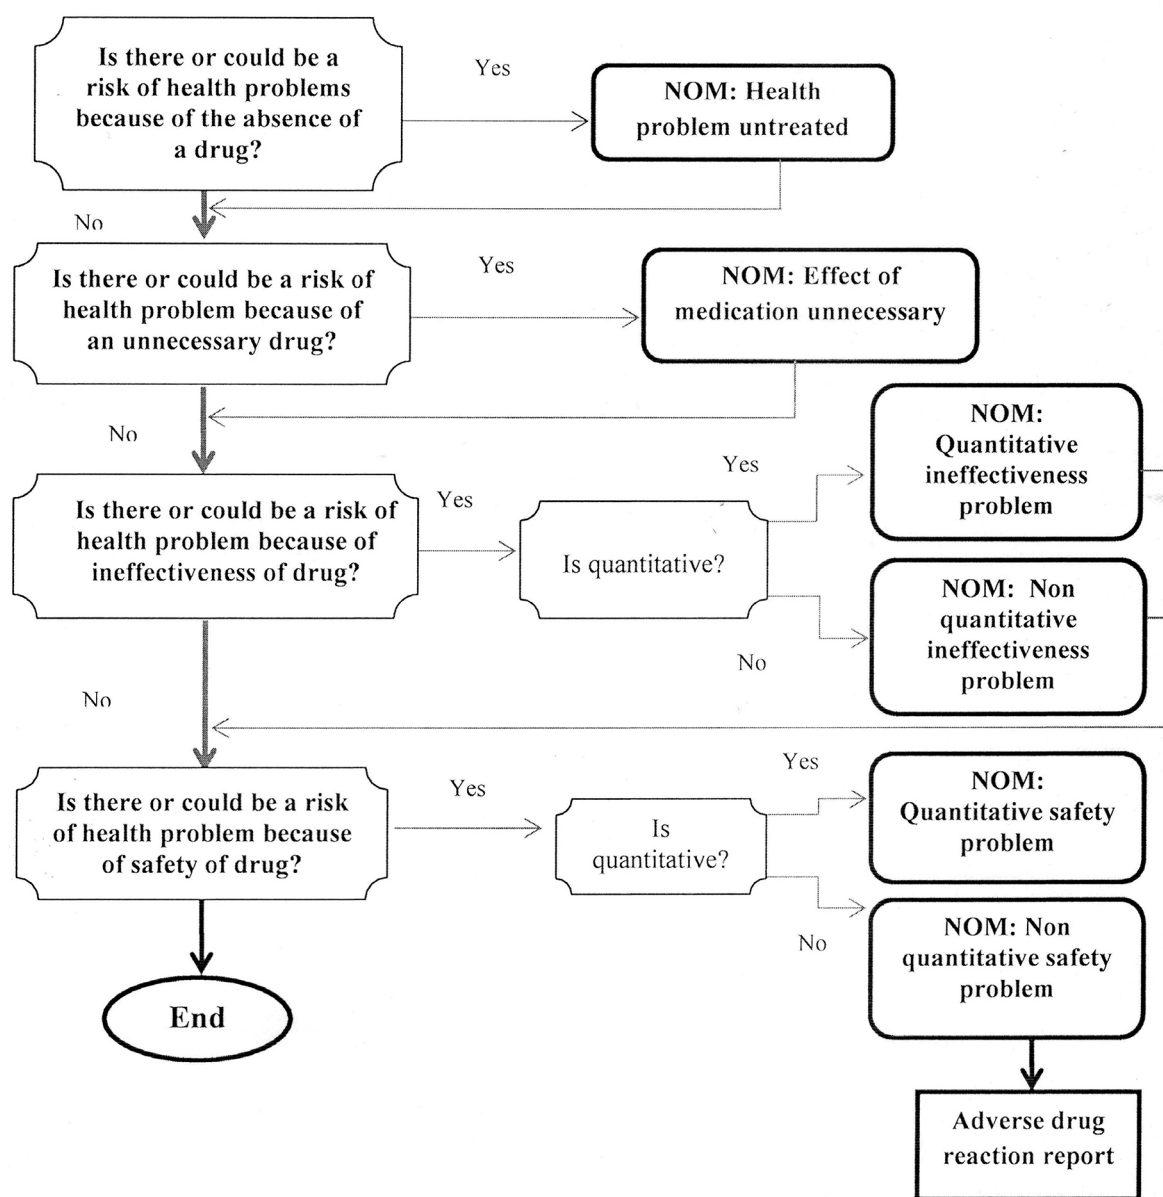 Is there or could be a
risk of health problems
because of the absence of
a drug?
Yes
NOM: Health
problem untreated
No
Is there or could be a risk of
health problem because of
an unnecessary drug?
Yes
NOM: Effect of
medication unnecessary
No
Is there or could be a risk of
health problem because of
ineffectiveness of drug?
Yes
Is quantitative?
Yes
NOM:
Quantitative
ineffectiveness
problem
No
NOM: Non
quantitative
ineffectiveness
problem
No
Is there or could be a risk
of health problem because
of safety of drug?
Yes
Is
quantitative?
Yes
NOM:
Quantitative safety
problem
No
NOM: Non
quantitative safety
problem
End
Adverse drug
reaction report